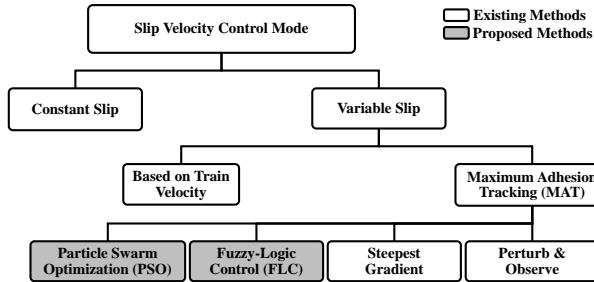 Slip Velocity Control Mode
Existing Methods
Proposed Methods
Constant Slip
Variable Slip
Based on Train
Velocity
Maximum Adhesion
Tracking (MAT)
Particle Swarm
Optimization (PSO)
Fuzzy-Logic
Control (FLC)
Steepest
Gradient
Perturb &
Observe